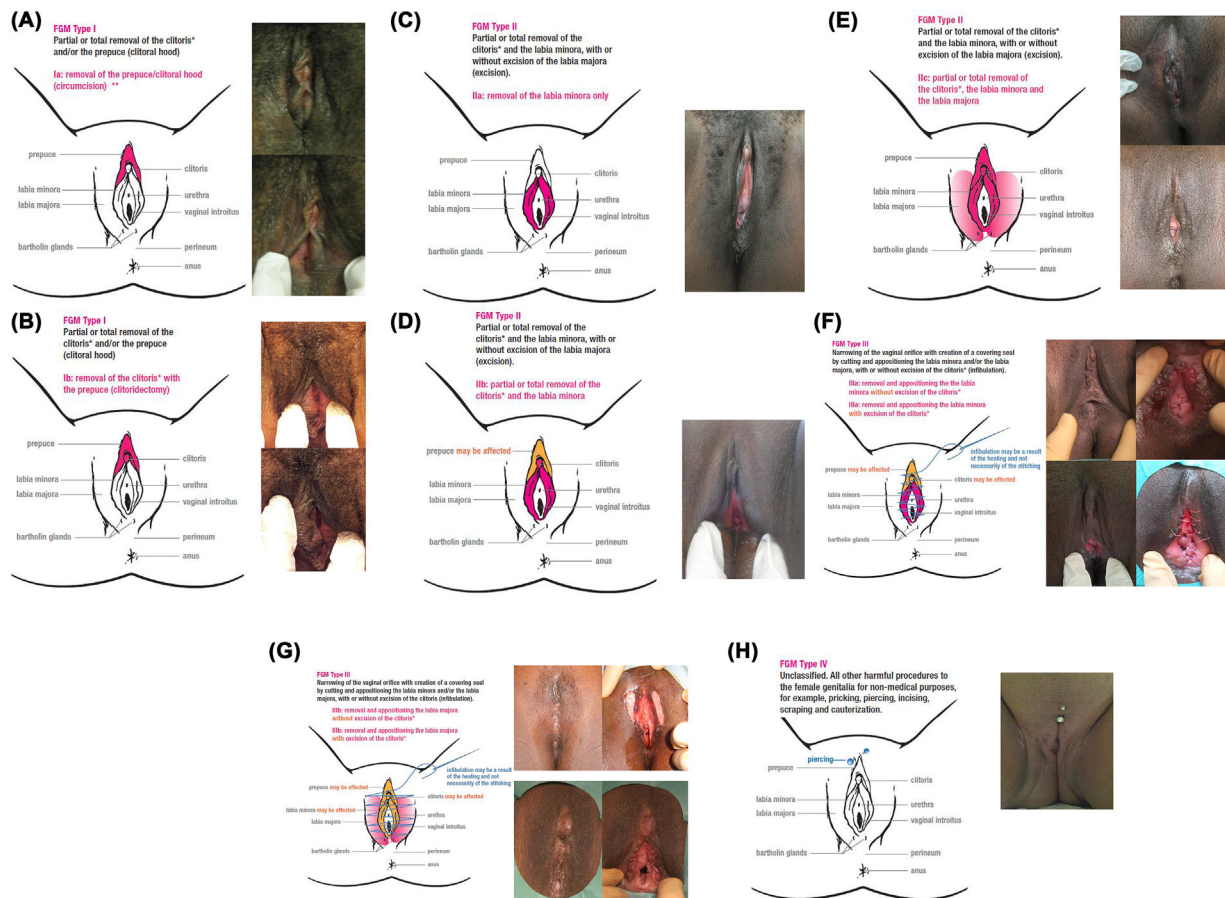 (A)
FGM Type I
Partial or total removal of the clitoris*
and/or the prepuce (clitoral hood)
Ia: removal of the prepuce/clitoral hood
(circumcision) **
prepuce
clitoris
labia minora
urethra
labia majora
vaginal introitus
bartholin glands
perineum
anus
(B)
FGM Type I
Partial or total removal of the
clitoris* and/or the prepuce
(clitoral hood)
Ib: removal of the clitoris* with
the prepuce (clitoridectomy)
prepuce
clitoris
labia minora
urethra
labia majora
vaginal introitus
bartholin glands
perineum
anus
(C)
FGM Type II
Partial or total removal of the
clitoris* and the labia minora, with or
without excision of the labia majora
(excision).
IIa: removal of the labia minora only
prepuce
clitoris
labia minora
urethra
labia majora
vaginal introitus
bartholin glands
perineum
anus
(D)
FGM Type II
Partial or total removal of the
clitoris* and the labia minora, with or
without excision of the labia majora
(excision).
IIb: partial or total removal of the
clitoris* and the labia minora
prepuce may be affected
clitoris
labia minora
urethra
labia majora
vaginal introitus
bartholin glands
perineum
anus
(E)
FGM Type II
Partial or total removal of the clitoris*
and the labia minora, with or without
excision of the labia majora (excision).
IIc: partial or total removal of
the clitoris*, the labia minora and
the labia majora
prepuce
clitoris
labia minora
urethra
labia majora
vaginal introitus
bartholin glands
perineum
anus
(F)
FGM Type III
Narrowing of the vaginal orifice with creation of a covering seal
by cutting and appositioning the labia minora and/or the labia
majora, with or without excision of the clitoris* (infibulation).
IIIa: removal and appositioning the the labia
minora without excision of the clitoris*
IIIa: removal and appositioning the labia minora
with excision of the clitoris*
infibulation may be a result
of the healing and not
necessarily of the stitching
prepuce may be affected
clitoris may be affected
labia minora
urethra
labia majora
vaginal introitus
bartholin glands
perineum
anus
(G)
FGM Type III
Narrowing of the vaginal orifice with creation of a covering seal
by cutting and appositioning the labia minora and/or the labia
majora, with or without excision of the clitoris (infibulation).
IIIb: removal and appositioning the labia majora
without excision of the clitoris*
IIIb: removal and appositioning the labia majora
with excision of the clitoris*
infibulation may be a result
of the healing and not
necessarily of the stitching
prepuce may be affected
clitoris may be affected
labia minora may be affected
urethra
labia majora
vaginal introitus
bartholin glands
perineum
anus
(H)
FGM Type IV
Unclassified. All other harmful procedures to
the female genitalia for non-medical purposes,
for example, pricking, piercing, incising,
scraping and cauterization.
piercing
prepuce
clitoris
labia minora
urethra
labia majora
vaginal introitus
bartholin glands
perineum
anus